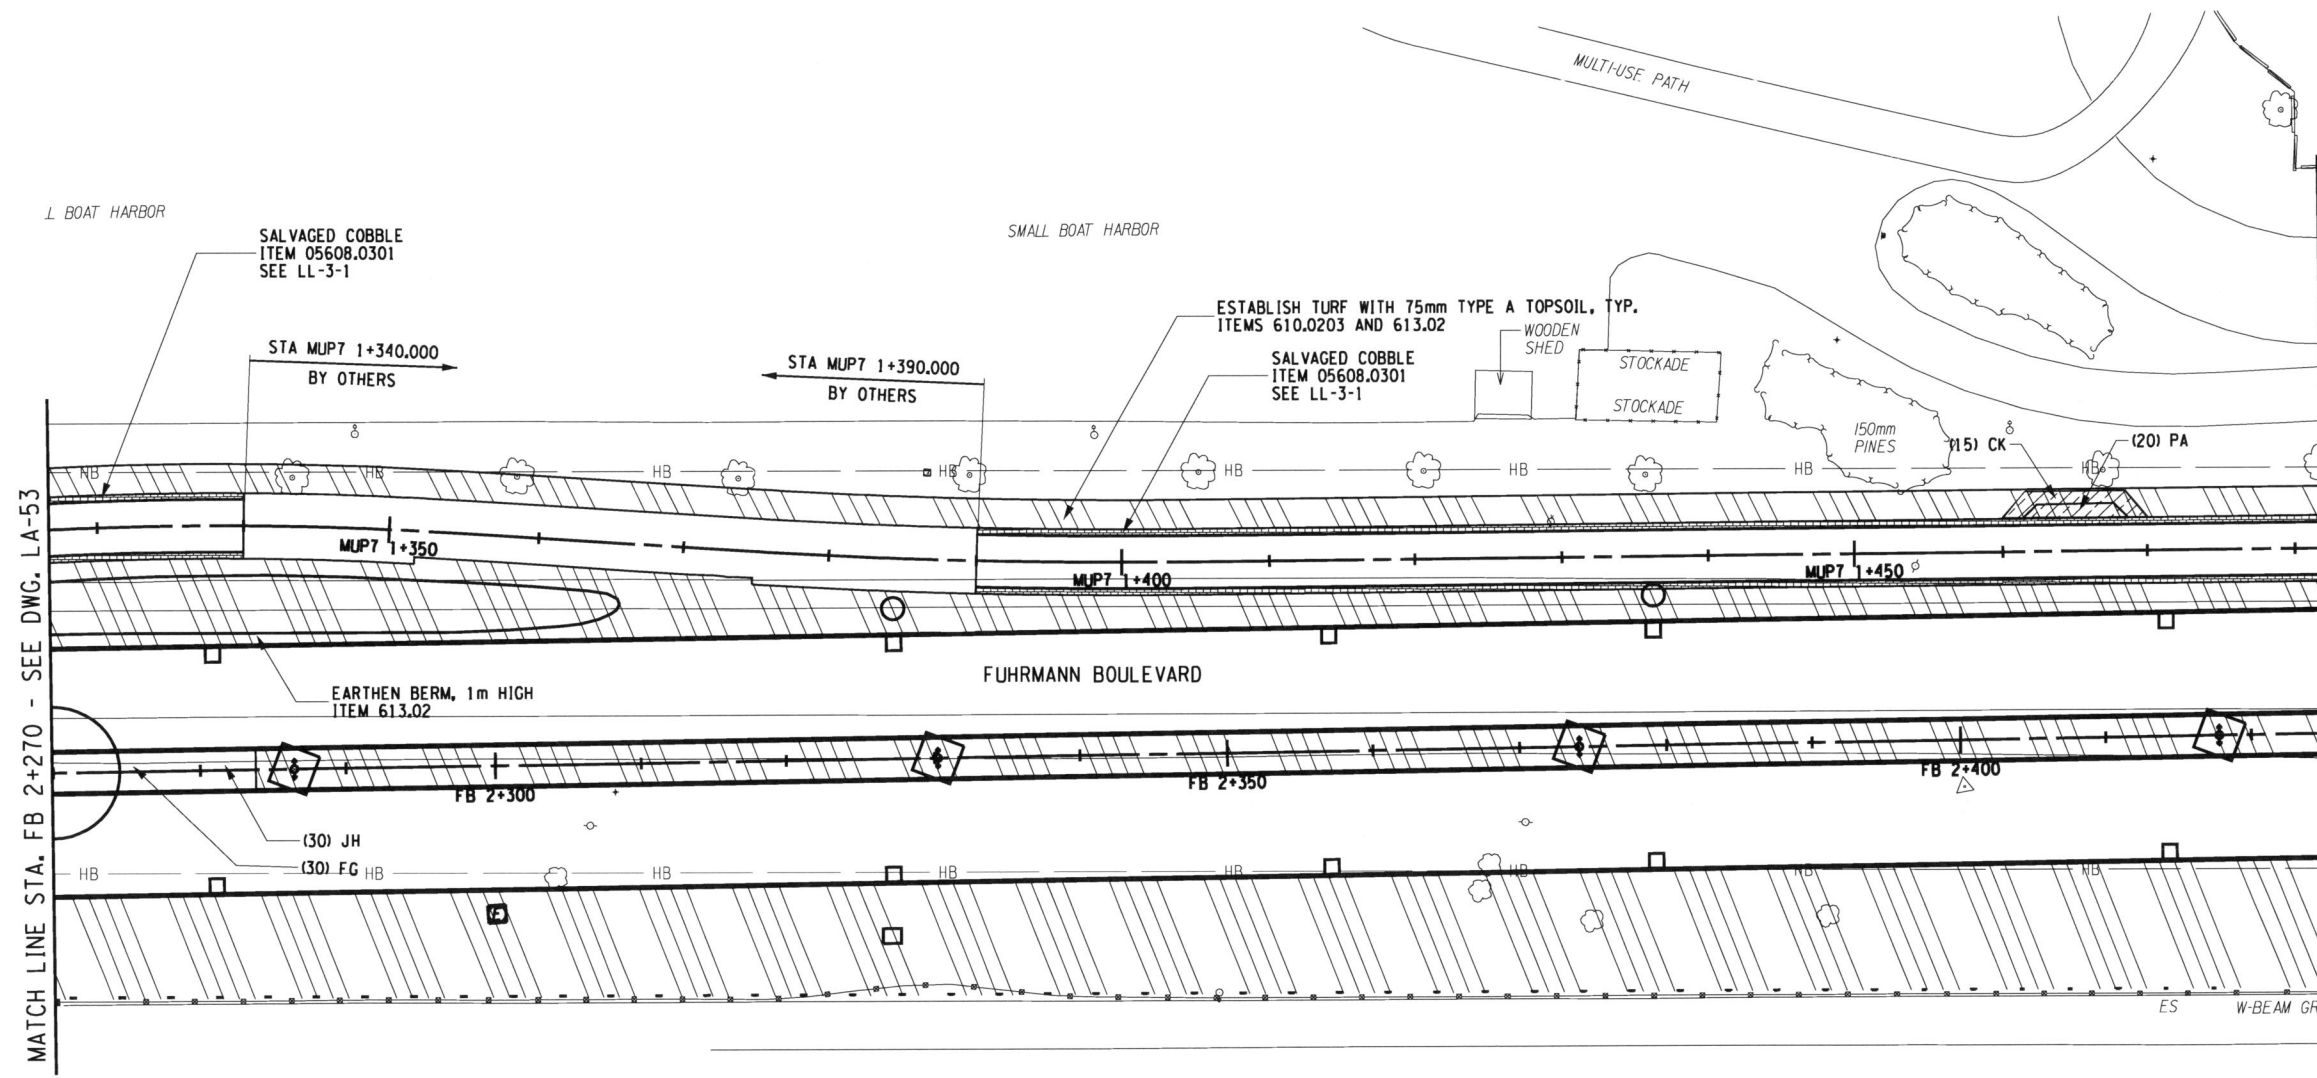 MULTI-USE PATH
BOAT HARBOR
SMALL BOAT HARBOR
SALVAGED COBBLE
ITEM 05608.0301
SEE LL-3-1
ESTABLISH TURF WITH 75mm TYPE A TOPSOIL, TYP.
ITEMS 610.0203 AND 613.02
WOODEN
SHED
STOCKADE
STOCKADE
STA MUP7 1+340.000
BY OTHERS
STA MUP7 1+390.000
BY OTHERS
SALVAGED COBBLE
ITEM 05608.0301
SEE LL-3-1
150mm
PINES
(15) CK
(20) PA
HB
HB
HB
HB
HB
HB
HB
HB
MUP7 1+350
MUP7 1+400
MUP7 1+450
FUHRMANN BOULEVARD
EARTHEN BERM, 1m HIGH
ITEM 613.02
FB 2+300
FB 2+350
FB 2+400
(30) JH
(30) FG
HB
HB
HB
HB
HB
HB
HB
HB
E
ES
W-BEAM
MATCH LINE STA. FB 2+270 - SEE DWG. LA-53